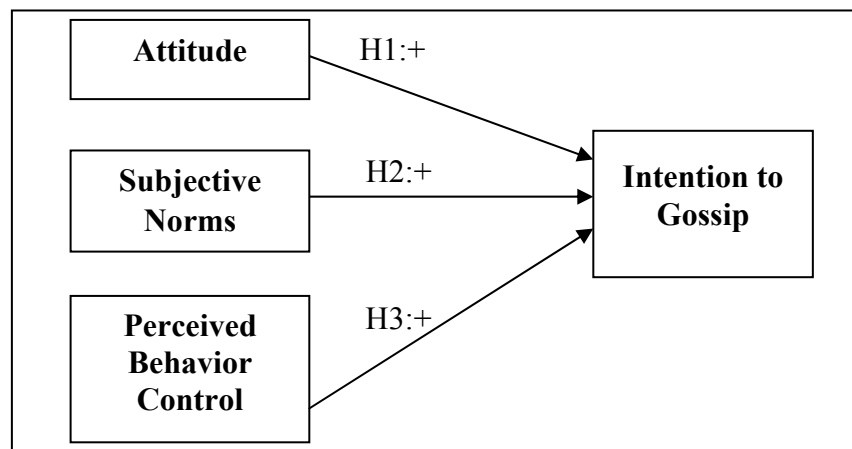 Attitude
H1:+
Subjective
Norms
H2:+
Intention to
Gossip
Perceived
Behavior
Control
H3:+